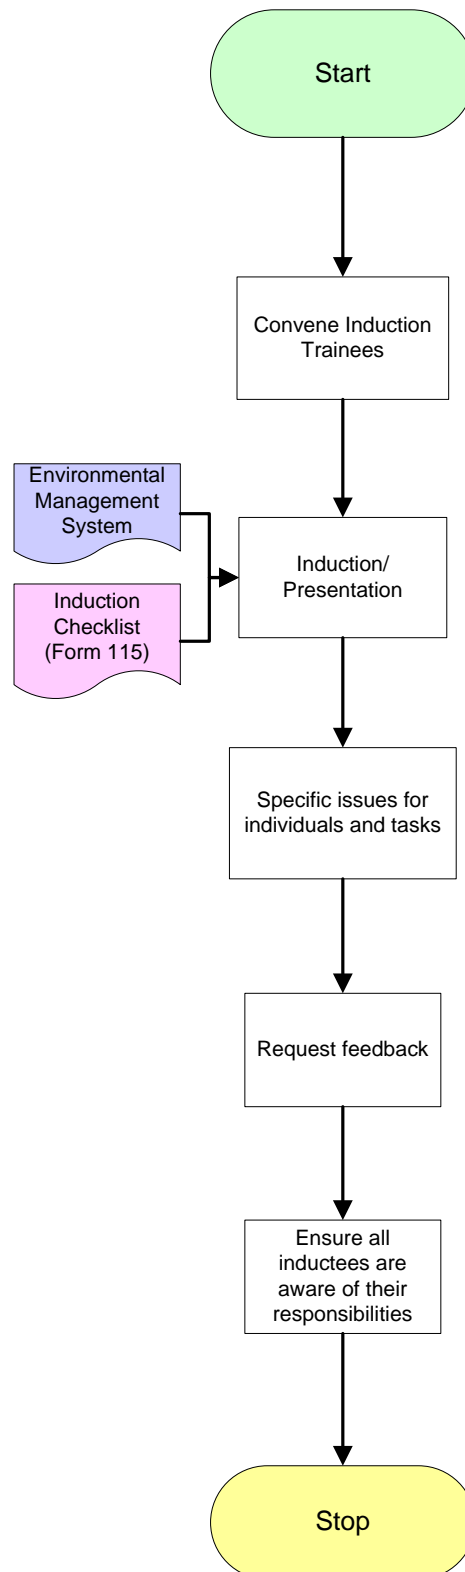 Start
Convene Induction
Trainees
Environmental
Management
System
Induction
Checklist
(Form 115)
Induction/
Presentation
Specific issues for
individuals and tasks
Request feedback
Ensure all
inductees are
aware of their
responsibilities
Stop